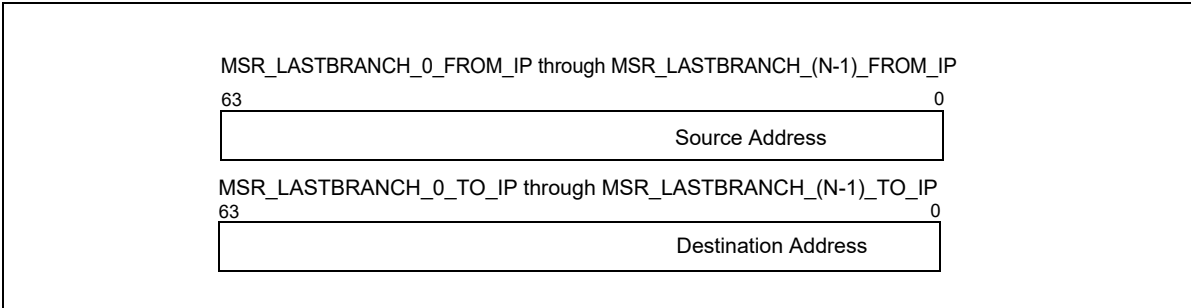 MSR_LASTBRANCH_0_FROM_IP through MSR_LASTBRANCH_(N-1)_FROM_IP
63 0
Source Address
MSR_LASTBRANCH_0_TO_IP through MSR_LASTBRANCH_(N-1)_TO_IP
63 0
Destination Address